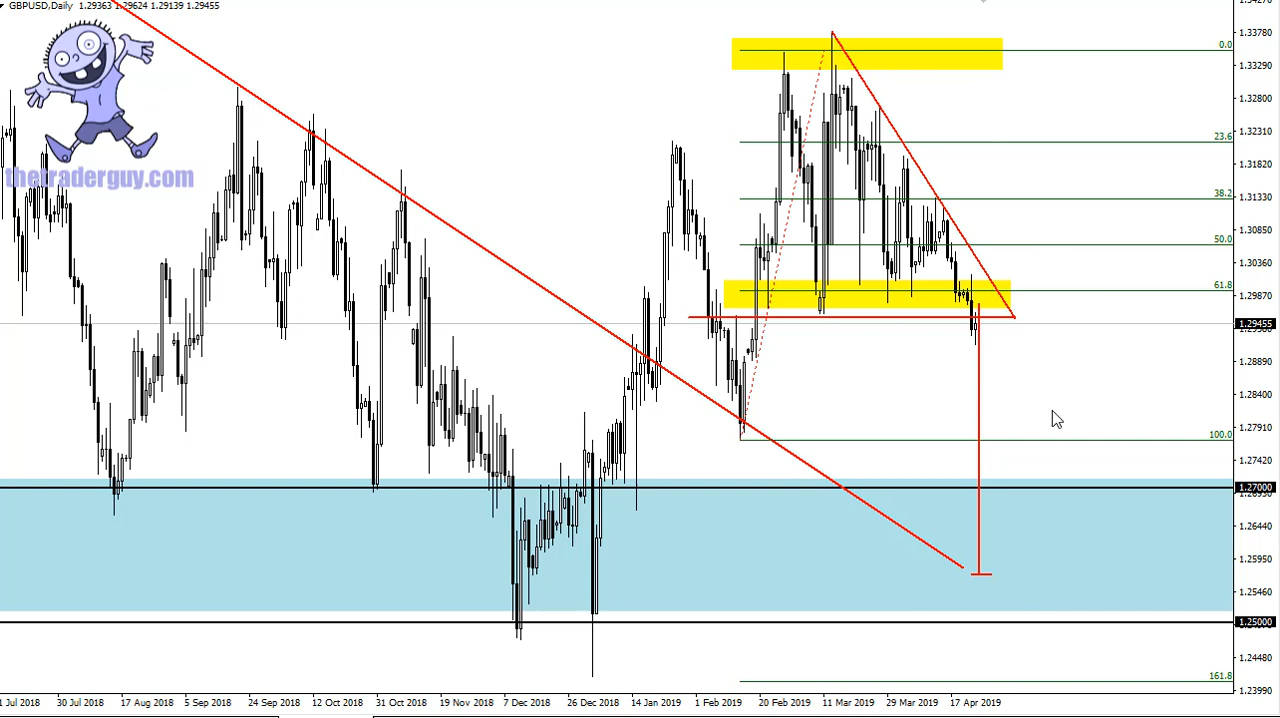 GBPUSD,Daily 1.29363 1.29624 1.29139 1.29455
thetraderguy.com
1.33780
1.33290
1.32800
1.32310
1.31820
1.31330
1.30850
1.30360
1.29870
1.29455
1.28890
1.28400
1.27910
1.27420
1.27000
1.26440
1.25950
1.25460
1.25000
1.24480
1.23990
0.0
23.6
38.2
50.0
61.8
100.0
161.8
30 Jul 2018
17 Aug 2018
5 Sep 2018
24 Sep 2018
12 Oct 2018
31 Oct 2018
19 Nov 2018
7 Dec 2018
26 Dec 2018
14 Jan 2019
1 Feb 2019
20 Feb 2019
11 Mar 2019
29 Mar 2019
17 Apr 2019